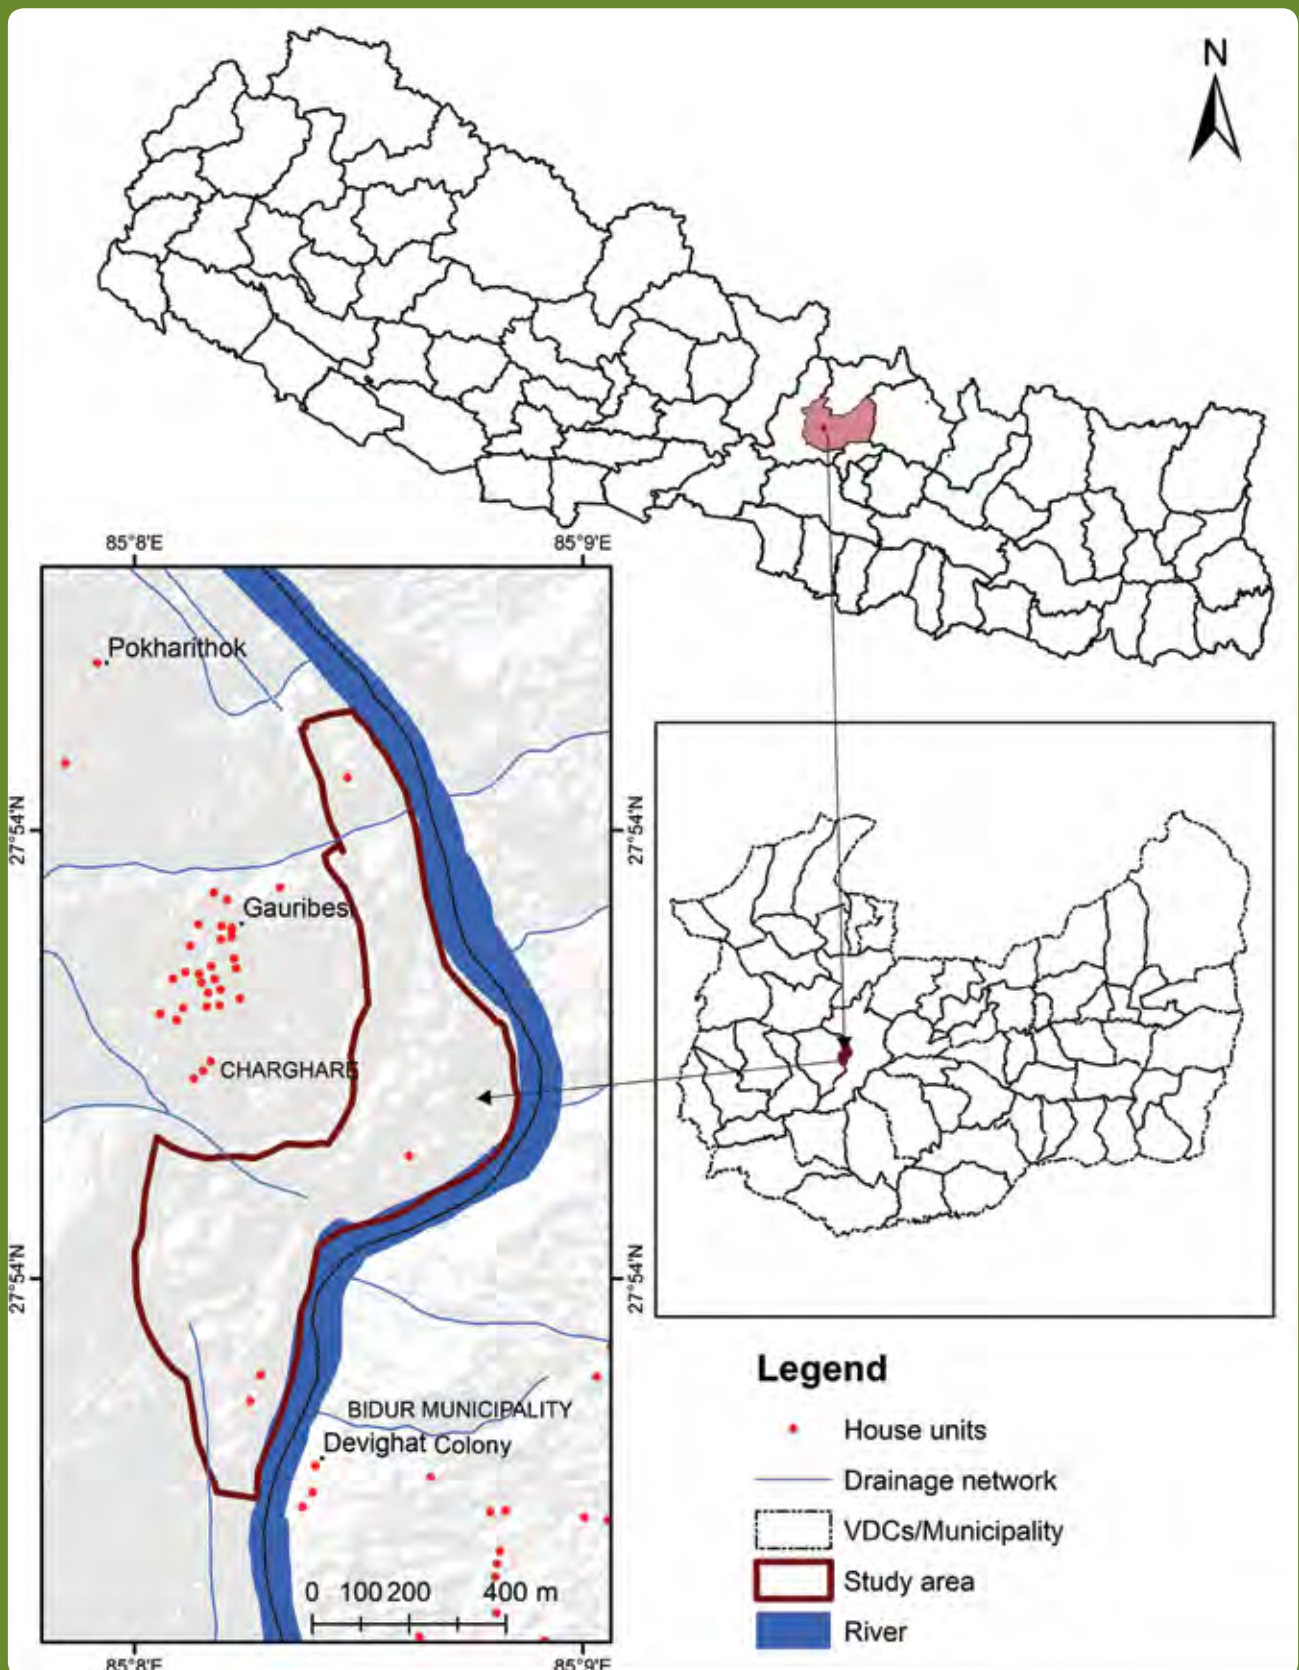 N
85°8'E
85°9'E
Pokharithok
27°54'N
27°54'N
Gauribesi
CHARGHARE
27°54'N
27°54'N
BIDUR MUNICIPALITY
Devighat Colony
0 100 200 400 m
85°8'E
85°9'E
Legend
House units
Drainage network
VDCs/Municipality
Study area
River